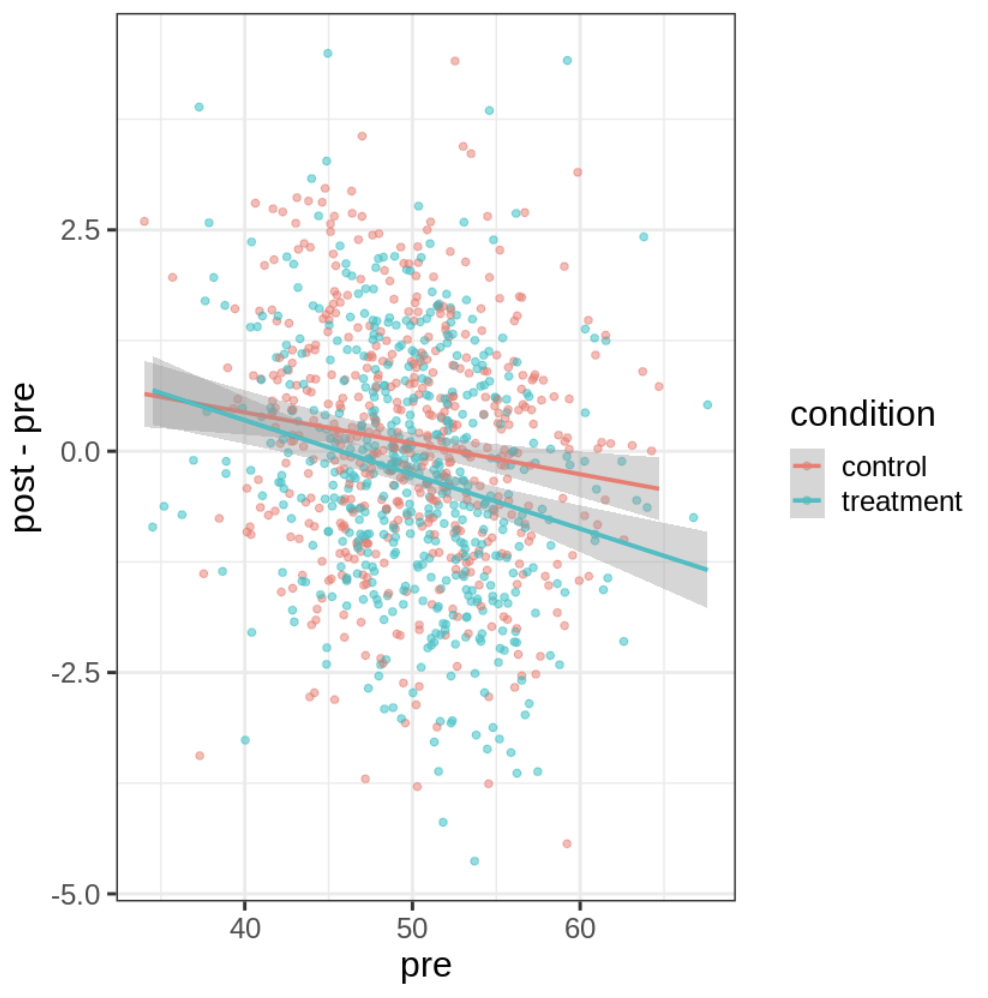 post - pre
2.5
0.0
-2.5
-5.0
40 50 60
pre
condition
control
treatment